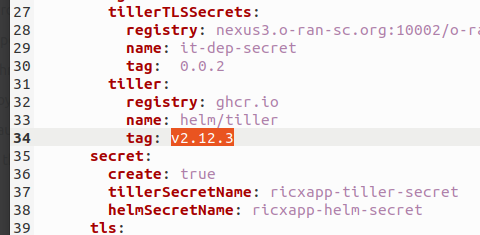 27 tillerTLSSecrets:
28 registry: nexus3.o-ran-sc.org:10002/o-ra
29 name: it-dep-secret
30 tag: 0.0.2
31 tiller:
32 registry: ghcr.io
33 name: helm/tiller
34 tag: v2.12.3
35 secret:
36 create: true
37 tillerSecretName: ricxapp-tiller-secret
38 helmSecretName: ricxapp-helm-secret
39 tls: